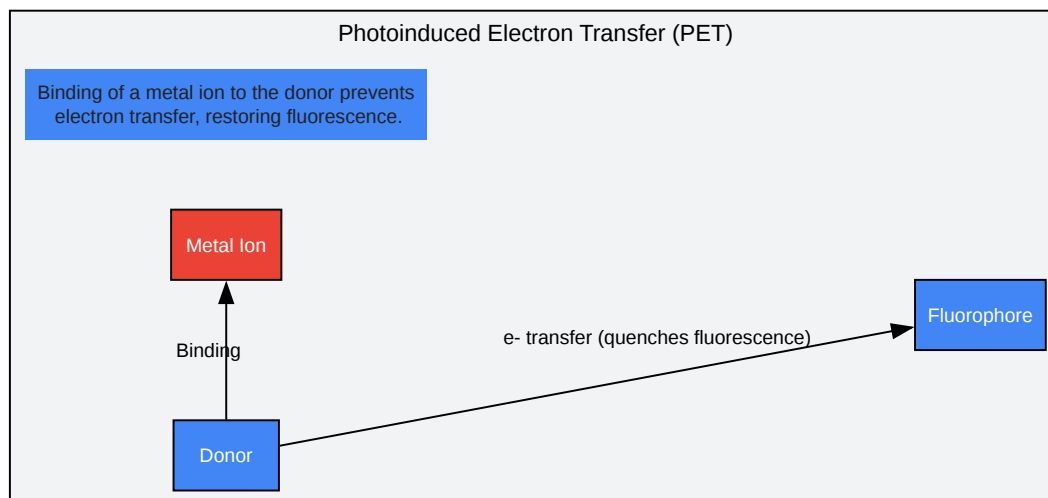 Photoinduced Electron Transfer (PET)
Binding of a metal ion to the donor prevents
electron transfer, restoring fluorescence.
Metal Ion
Fluorophore
e- transfer (quenches fluorescence)
Binding
Donor